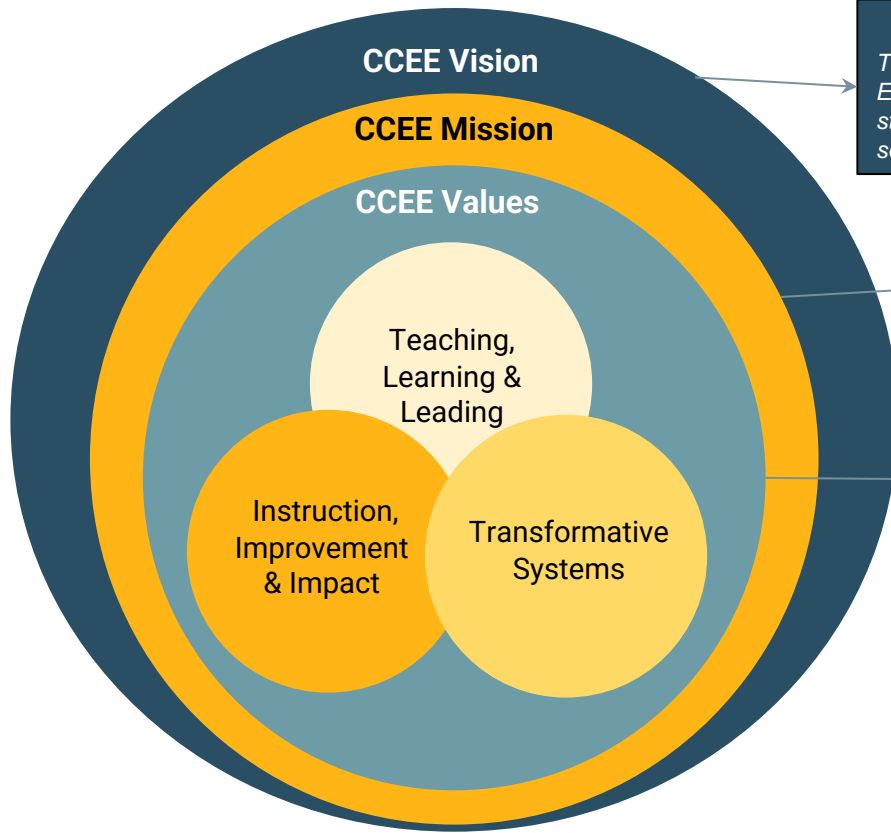 CCEE Vision
CCEE Mission
CCEE Values
Teaching,
Learning &
Leading
Instruction,
Improvement
& Impact
Transformative
Systems